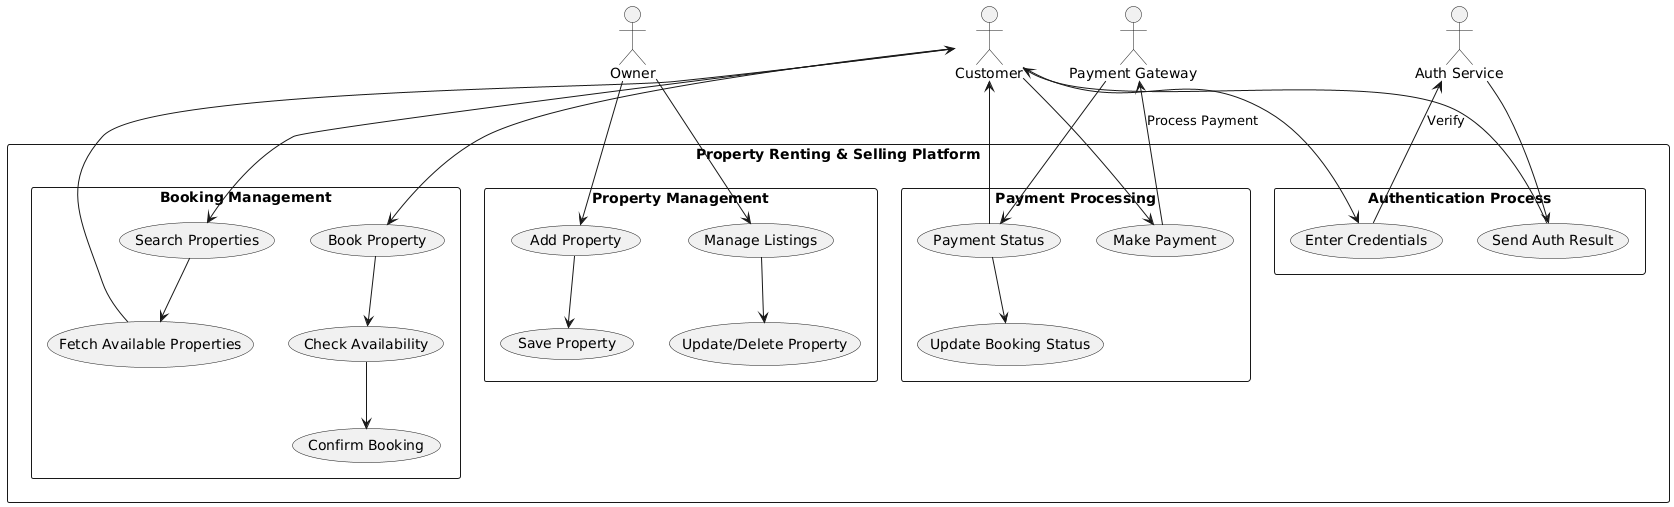 Owner
Customer
Payment Gateway
Auth Service
Process Payment
Verify
Property Renting & Selling Platform
Booking Management
Search Properties
Book Property
Fetch Available Properties
Check Availability
Confirm Booking
Property Management
Add Property
Manage Listings
Save Property
Update/Delete Property
Payment Processing
Payment Status
Make Payment
Update Booking Status
Authentication Process
Enter Credentials
Send Auth Result